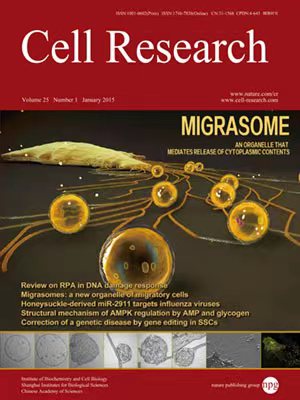 ISSN 1001-0602(Print) ISSN 1748-7838(Online) CN 31-1568 CPDN 4-645
Cell Research
www.nature.com/cr
www.cell-research.com
Volume 25 Number 1 January 2015
MIGRASOME
AN ORGANELLE THAT
MEDIATES RELEASE OF CYTOPLASMIC CONTENTS
Review on RPA in DNA damage response
Migrasomes: a new organelle of migratory cells
Honeysuckle-derived miR-2911 targets influenza viruses
Structural mechanism of AMPK regulation by AMP and glycogen
Correction of a genetic disease by gene editing in SSCs
Institute of Biochemistry and Cell Biology
Shanghai Institutes for Biological Sciences
Chinese Academy of Sciences
nature publishing group npg